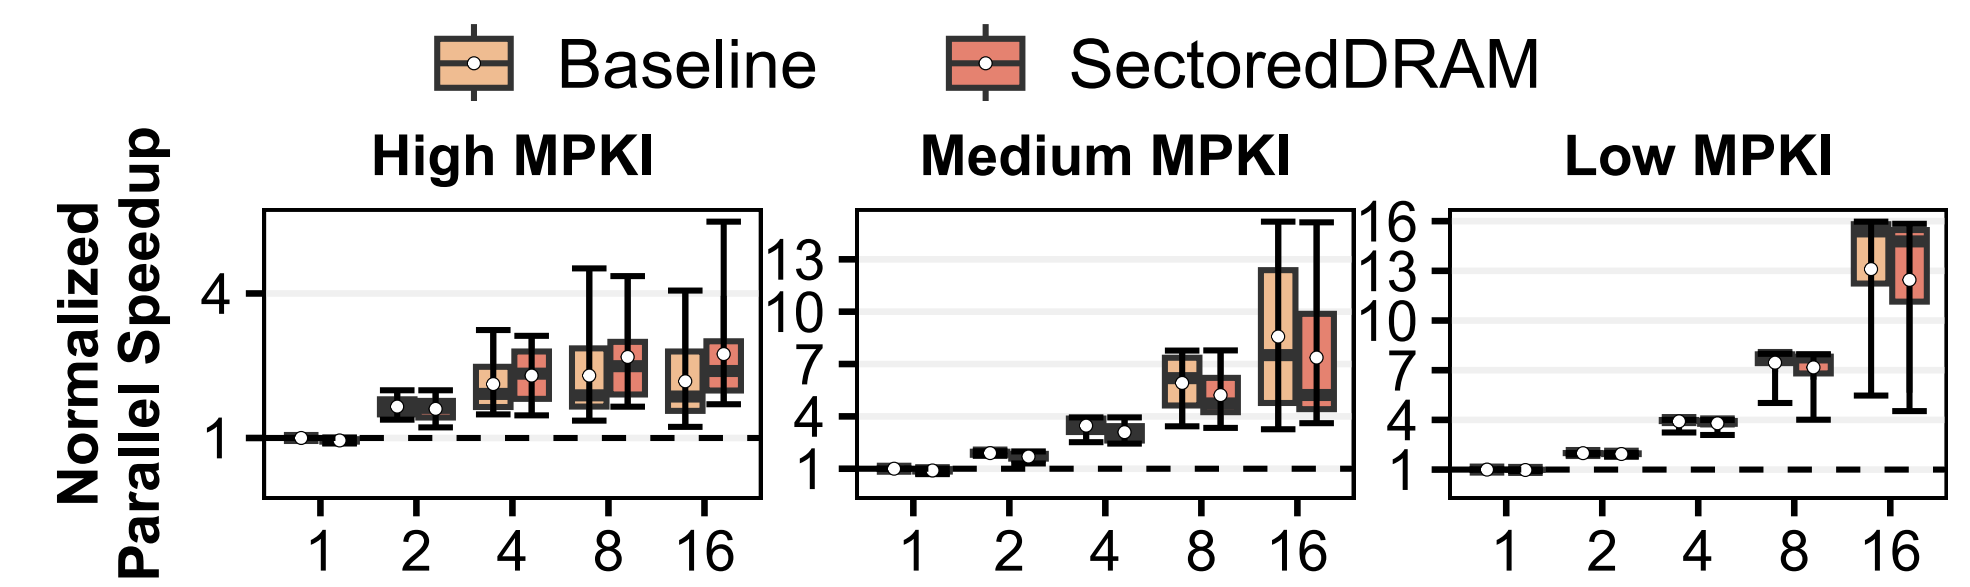 Baseline SectoredDRAM
High MPKI Medium MPKI Low MPKI
Normalized
Parallel Speedup
4
1
1 2 4 8 16
13
10
7
4
1
1 2 4 8 16
16
13
10
7
4
1
1 2 4 8 16